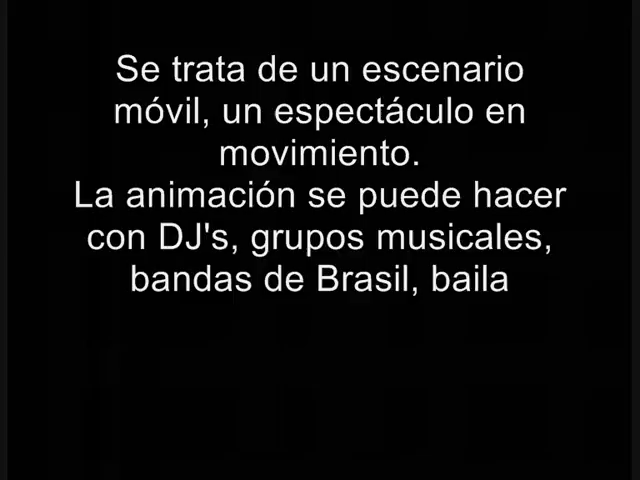 Se trata de un escenario
móvil, un espectáculo en
movimiento.
La animación se puede hacer
con DJ's, grupos musicales,
bandas de Brasil, baila